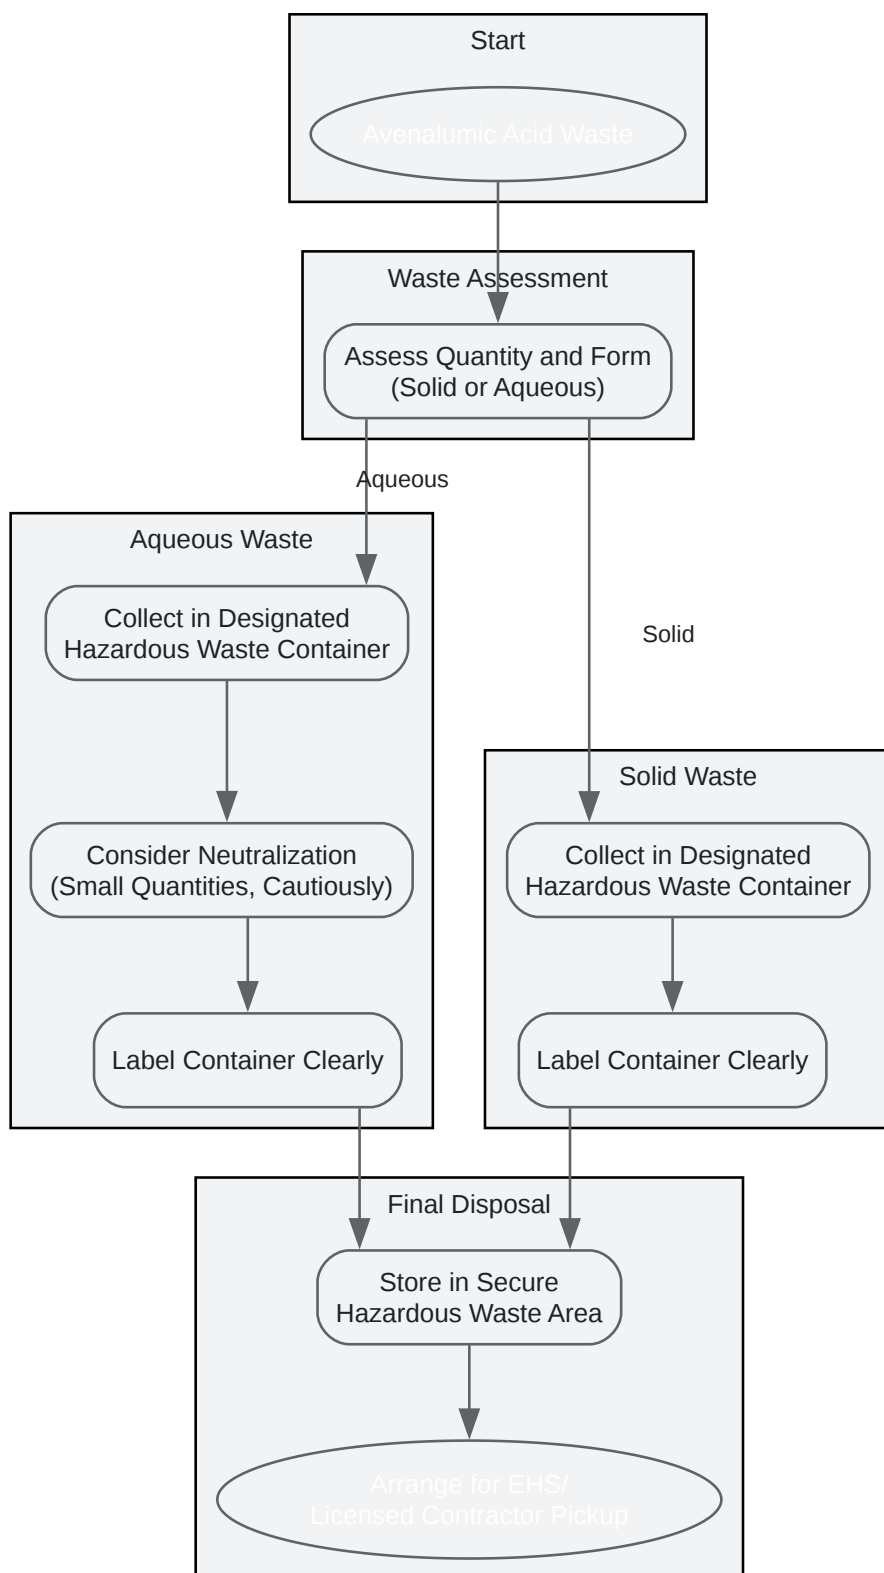 Start
Avenalumic Acid Waste
Waste Assessment
Assess Quantity and Form
(Solid or Aqueous)
Aqueous
Aqueous Waste
Collect in Designated
Hazardous Waste Container
Consider Neutralization
(Small Quantities, Cautiously)
Label Container Clearly
Solid
Solid Waste
Collect in Designated
Hazardous Waste Container
Label Container Clearly
Final Disposal
Store in Secure
Hazardous Waste Area
Arrange for EHS/
Licensed Contractor Pickup